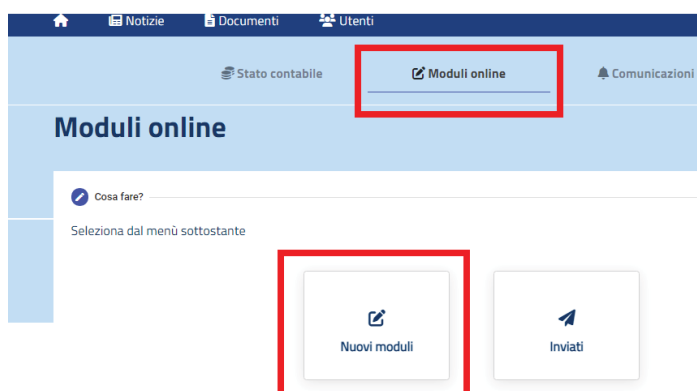 Notizie Documenti Utenti
Stato contabile Moduli online Comunicazioni
Moduli online
Cosa fare?
Seleziona dal menù sottostante
Nuovi moduli Inviati